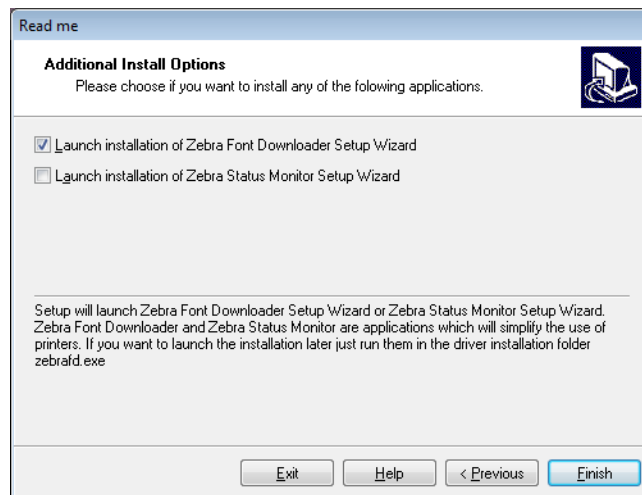 Read me
Additional Install Options
Please choose if you want to install any of the folowing applications.
Launch installation of Zebra Font Downloader Setup Wizard
Launch installation of Zebra Status Monitor Setup Wizard
Setup will launch Zebra Font Downloader Setup Wizard or Zebra Status Monitor Setup Wizard.
Zebra Font Downloader and Zebra Status Monitor are applications which will simplify the use of
printers. If you want to launch the installation later just run them in the driver installation folder
zebrafd.exe
Exit Help < Previous Finish